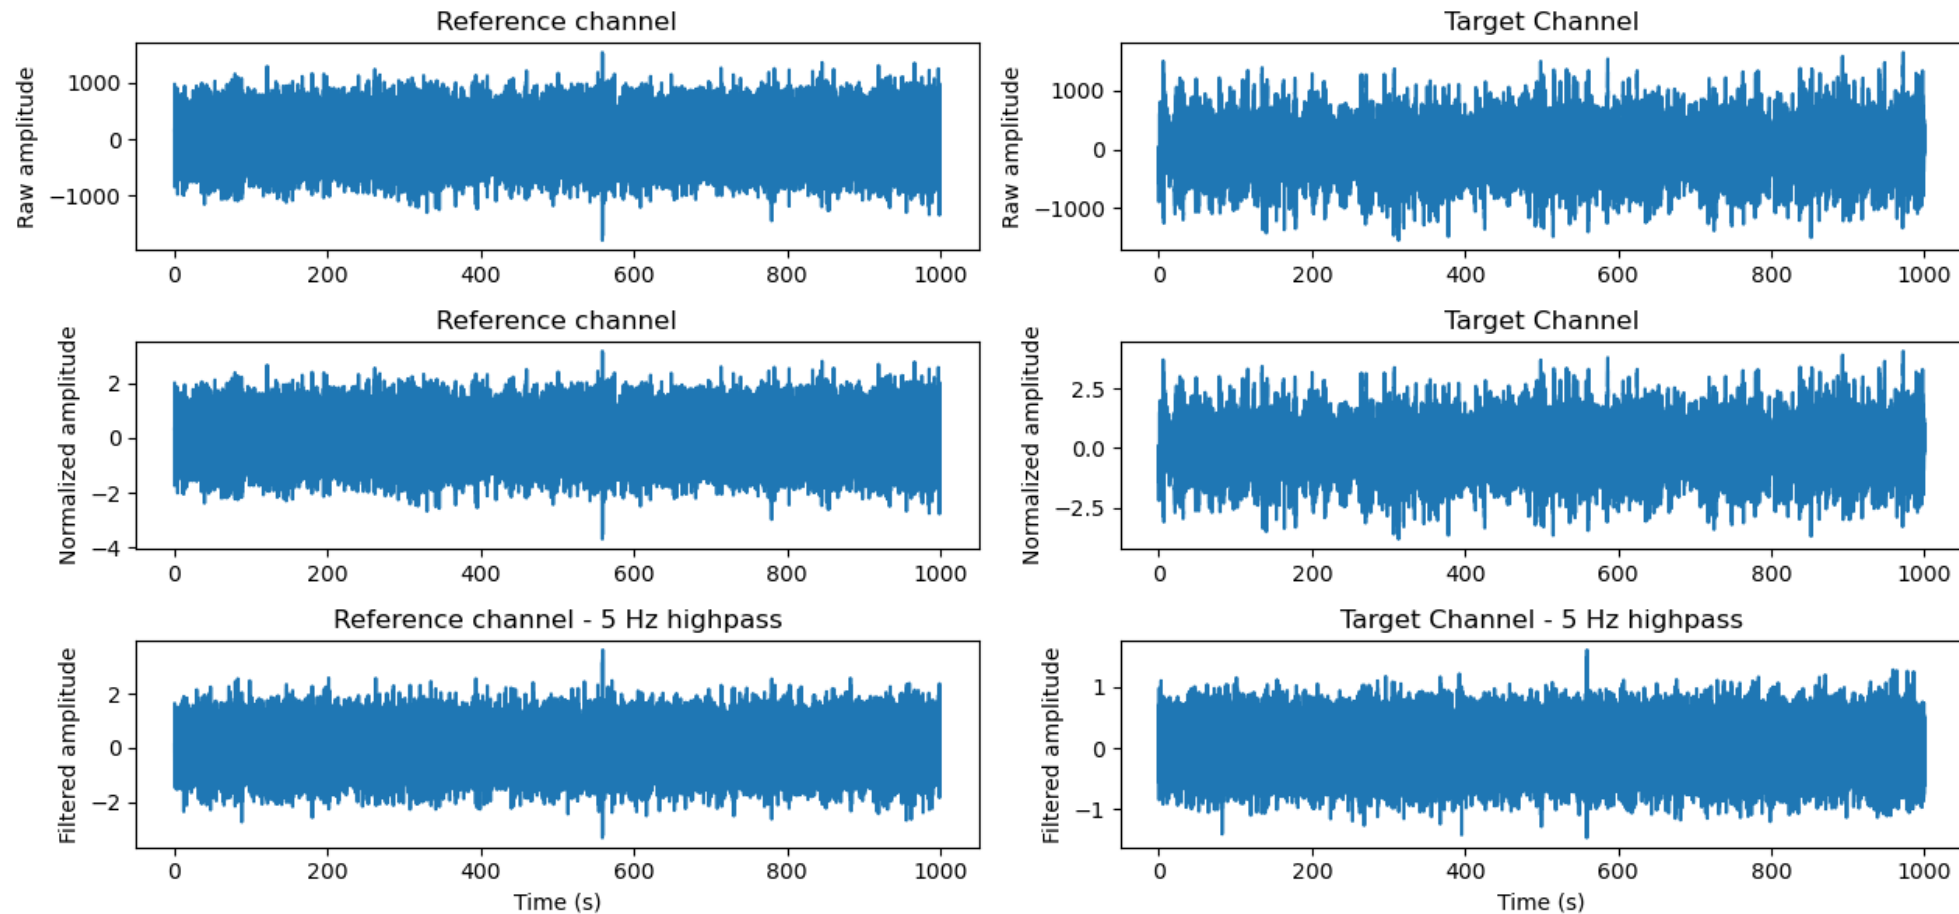 Reference channel
Raw amplitude
1000
0
−1000
0 200 400 600 800 1000
Target Channel
Raw amplitude
1000
0
−1000
0 200 400 600 800 1000
Reference channel
Normalized amplitude
2
0
−2
−4
0 200 400 600 800 1000
Target Channel
Normalized amplitude
2.5
0.0
−2.5
0 200 400 600 800 1000
Reference channel - 5 Hz highpass
Filtered amplitude
2
0
−2
0 200 400 600 800 1000
Time (s)
Target Channel - 5 Hz highpass
Filtered amplitude
1
0
−1
0 200 400 600 800 1000
Time (s)